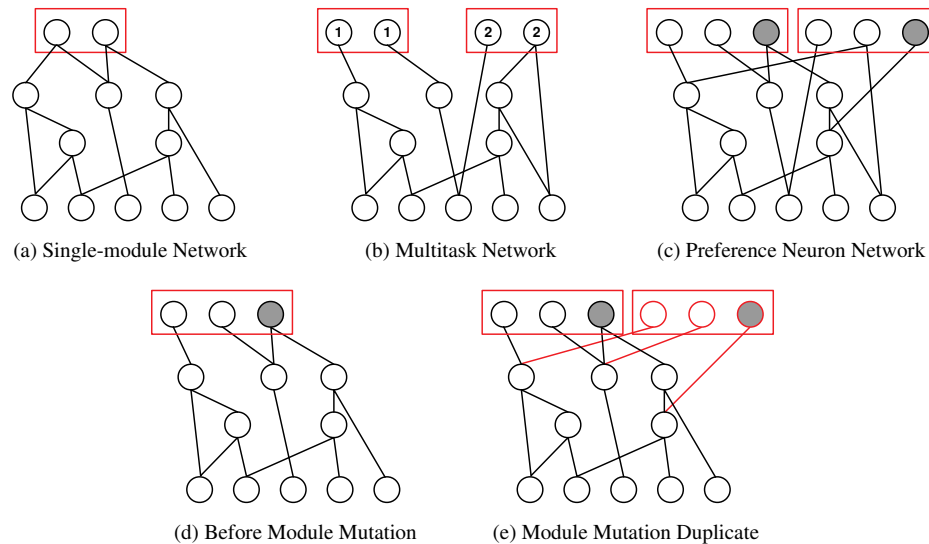 1 1 2 2
(a) Single-module Network (b) Multitask Network (c) Preference Neuron Network
(d) Before Module Mutation (e) Module Mutation Duplicate